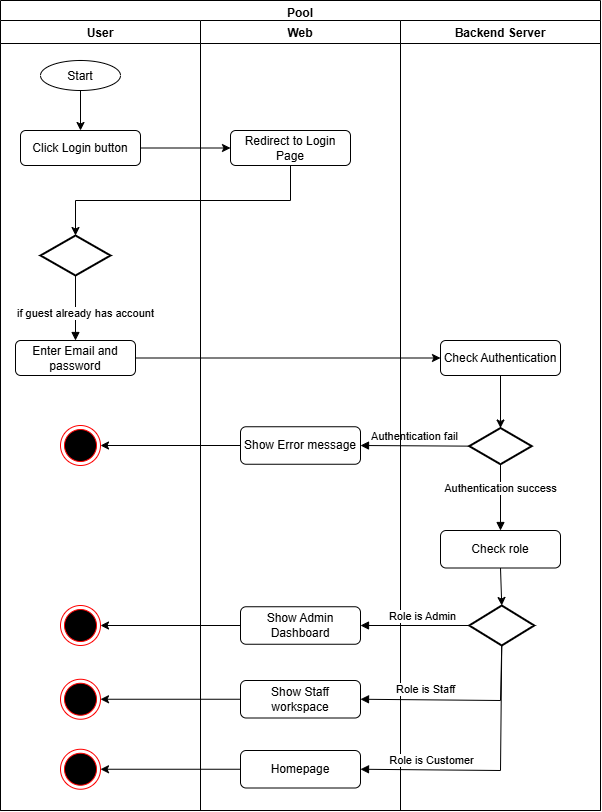 Pool
User
Web
Backend Server
Start
Click Login button
Redirect to Login
Page
if guest already has account
Enter Email and
password
Check Authentication
Authentication fail
Show Error message
Authentication success
Check role
Role is Admin
Show Admin
Dashboard
Role is Staff
Show Staff
workspace
Role is Customer
Homepage